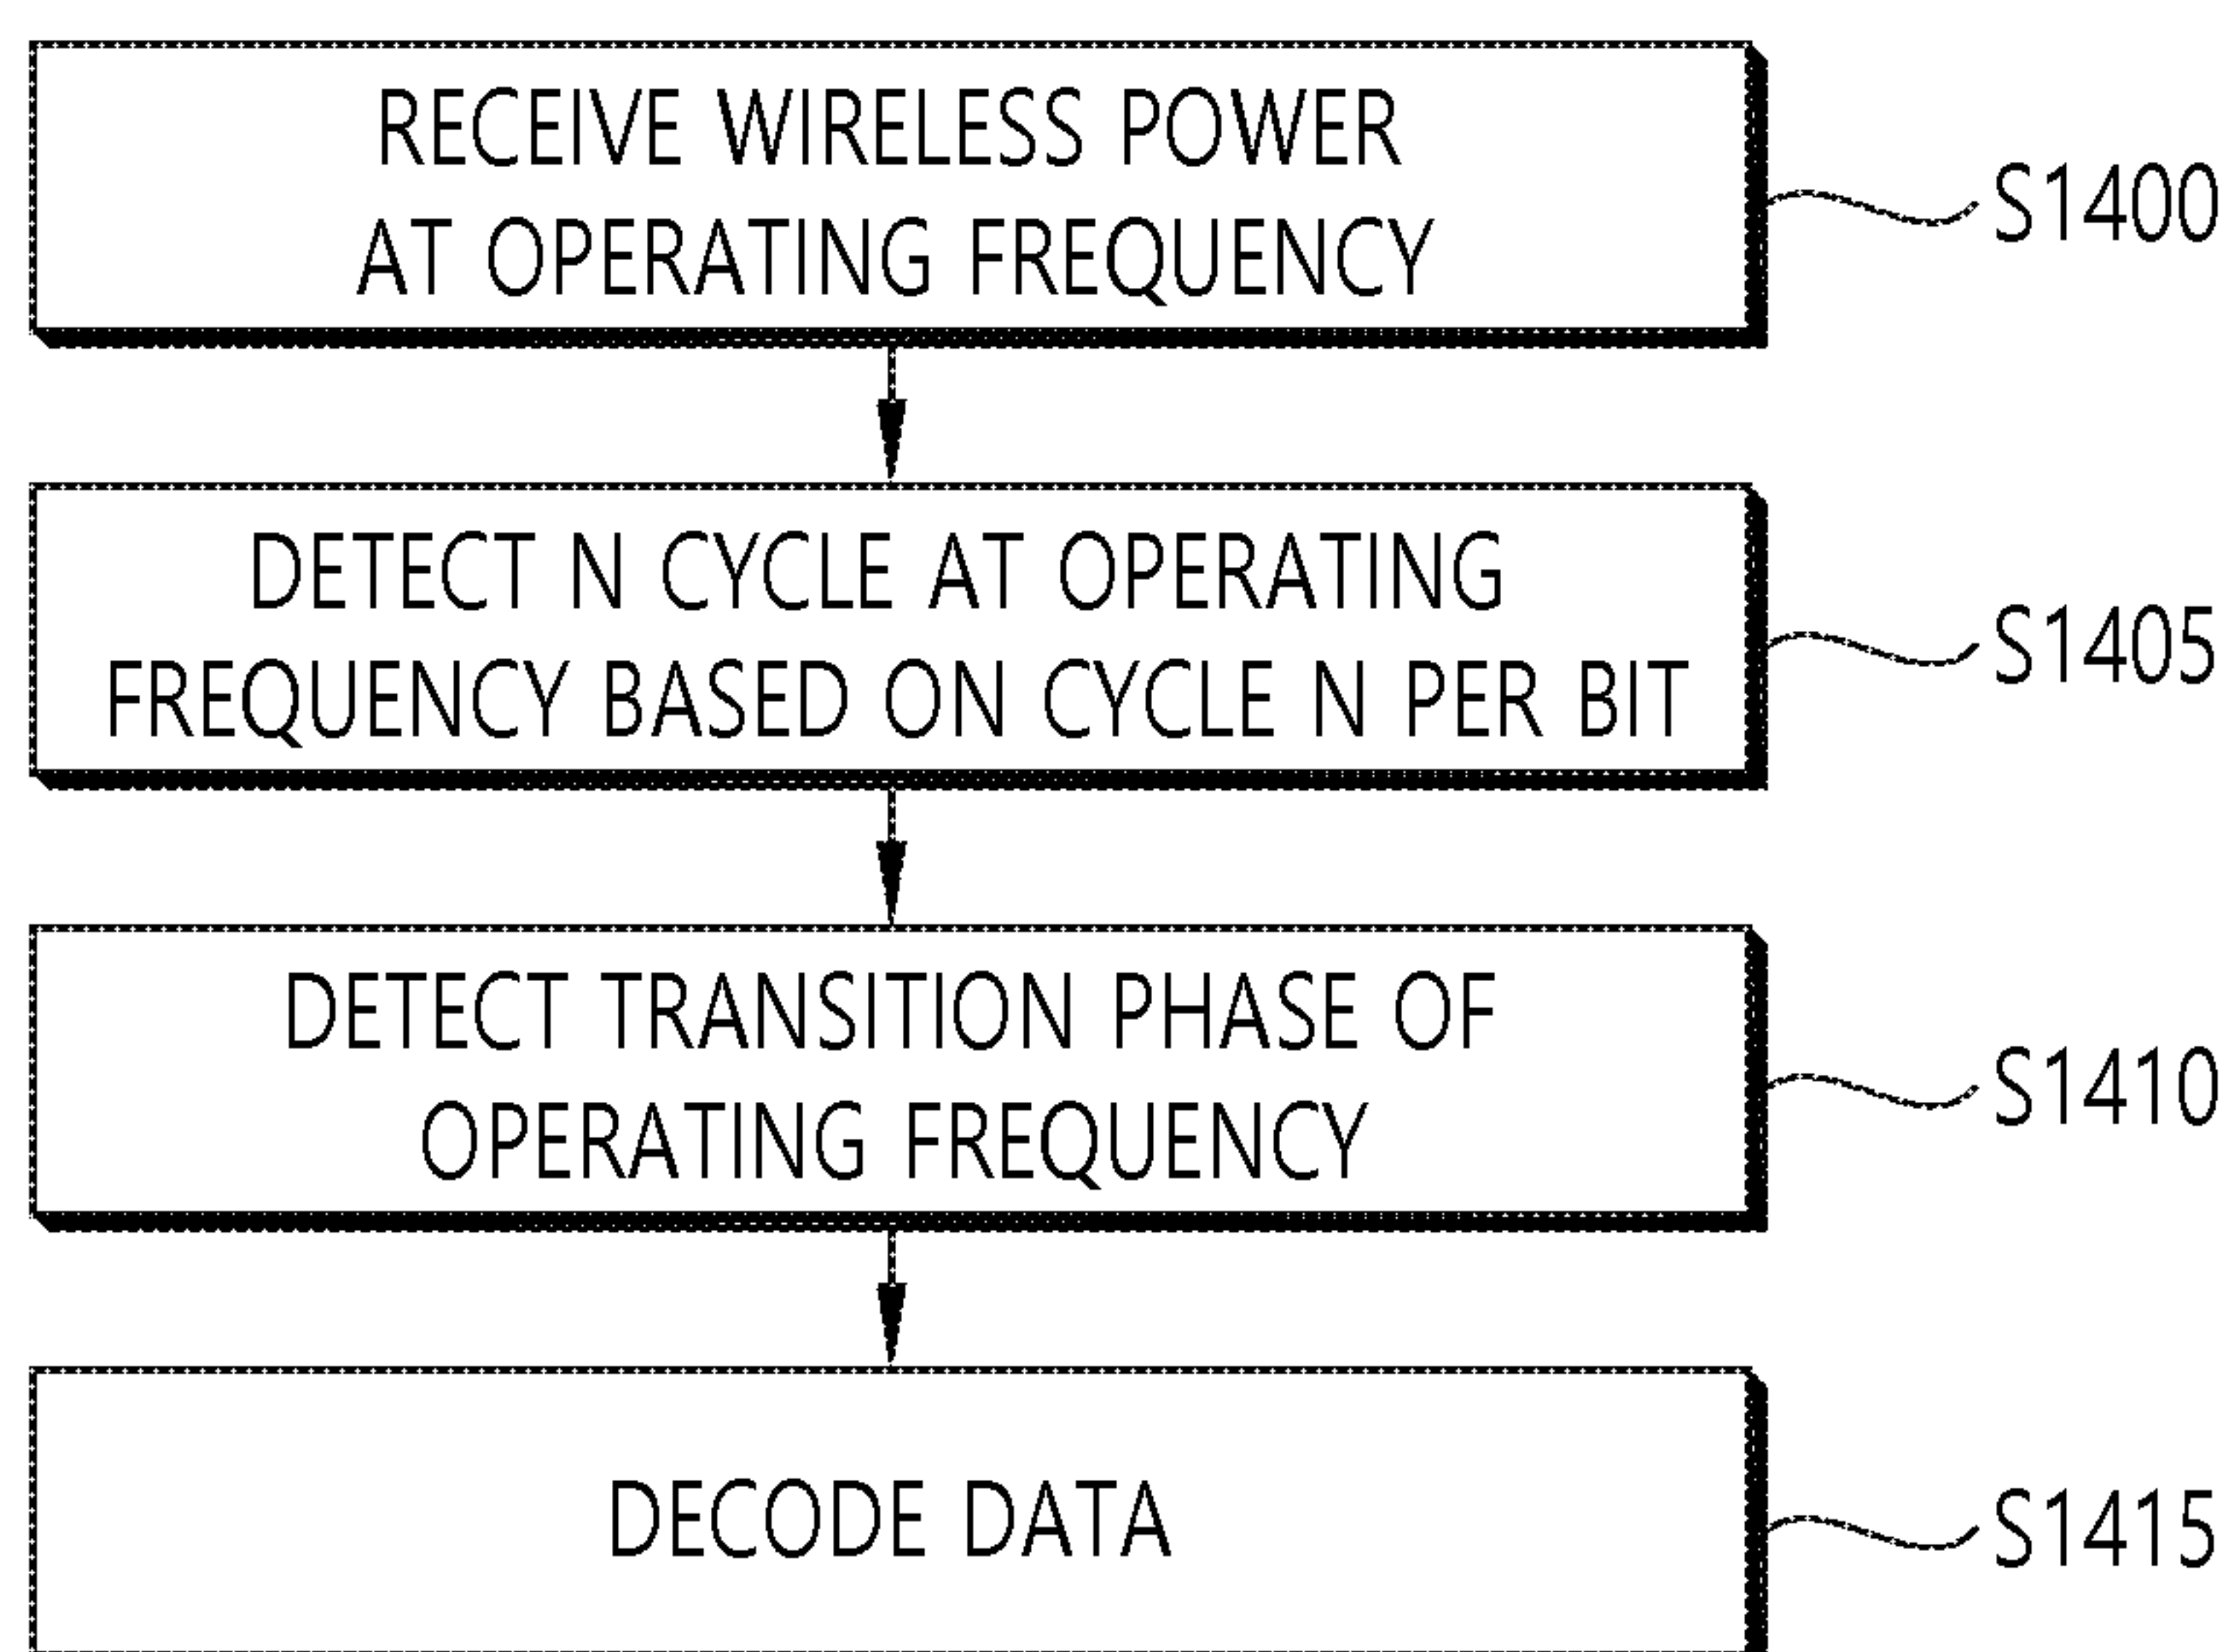 RECEIVE WIRELESS POWER
AT OPERATING FREQUENCY
S1400
DETECT N CYCLE AT OPERATING
FREQUENCY BASED ON CYCLE N PER BIT
S1405
DETECT TRANSITION PHASE OF
OPERATING FREQUENCY
S1410
DECODE DATA
S1415